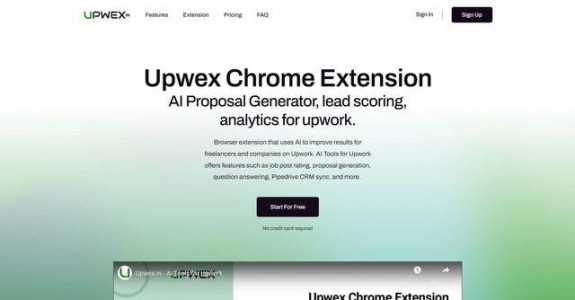 UPWEX
Features
Extension
Pricing
FAQ
Sign In
Sign Up
Upwex Chrome Extension
AI Proposal Generator, lead scoring,
analytics for upwork.
Browser extension that uses AI to improve results for
freelancers and companies on Upwork. AI Tools for Upwork
offers features such as job post rating, proposal generation,
question answering, Pipedrive CRM sync, and more.
Start For Free
No credit card required
Upwex.io - AI Tools for Upwork
UPWEX
Upwex Chrome Extension